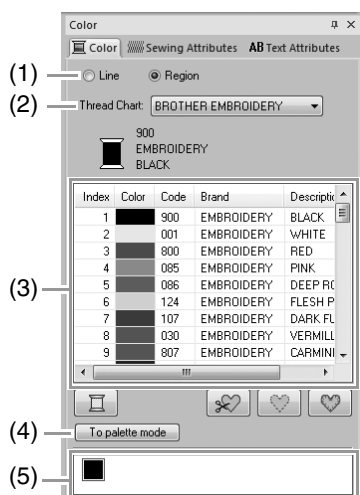 Color
Color Sewing Attributes AB Text Attributes
(1) Line Region
(2) Thread Chart: BROTHER EMBROIDERY
900
EMBROIDERY
BLACK
Index Color Code Brand Descriptic
1 900 EMBROIDERY BLACK
2 001 EMBROIDERY WHITE
3 800 EMBROIDERY RED
4 085 EMBROIDERY PINK
5 086 EMBROIDERY DEEP RO
(3) 6 124 EMBROIDERY FLESH P
7 107 EMBROIDERY DARK FU
8 030 EMBROIDERY VERMILL
9 807 EMBROIDERY CARMINI
(4) To palette mode
(5)